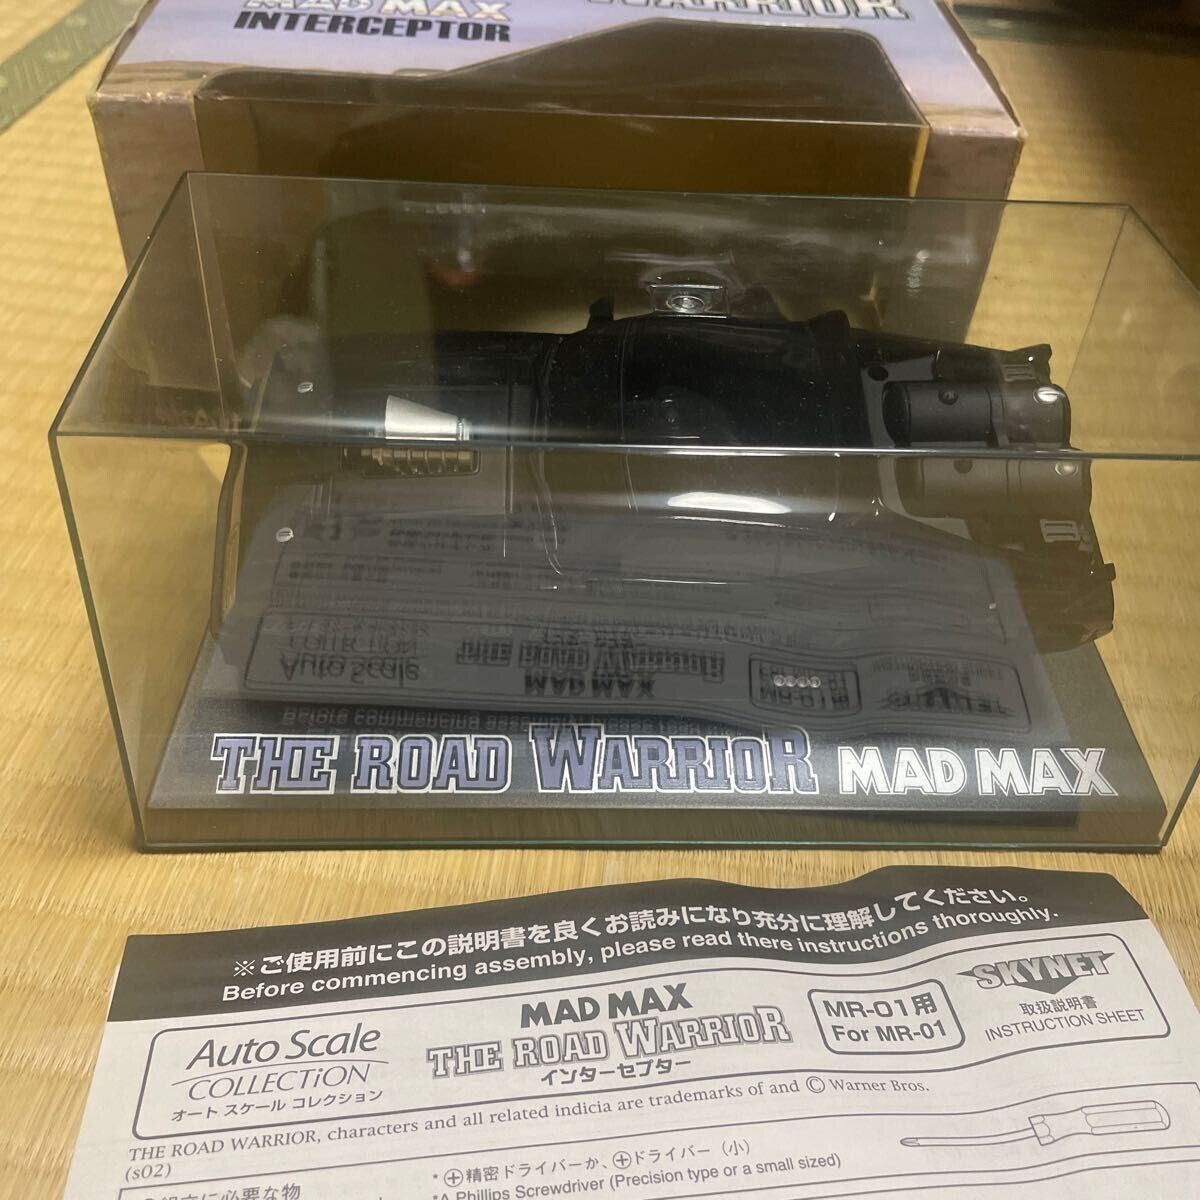 MAD MAX
WARRIOR
INTERCEPTOR
THE ROAD WARRIOR MAD MAX
※ご使用前にこの説明書を良くお読みになり充分に理解してください。
Before commencing assembly, please read there instructions thoroughly.
Auto Scale
COLLECTiON
オート スケール コレクション
MAD MAX
THE ROAD WARRIOR
インターセプター
MR-01用
For MR-01
SKYNET
取扱説明書
INSTRUCTION SHEET
THE ROAD WARRIOR, characters and all related indicia are trademarks of and © Warner Bros.
(s02)
*⊕精密ドライバーか、⊕ドライバー（小）
*A Phillips Screwdriver (Precision type or a small sized)